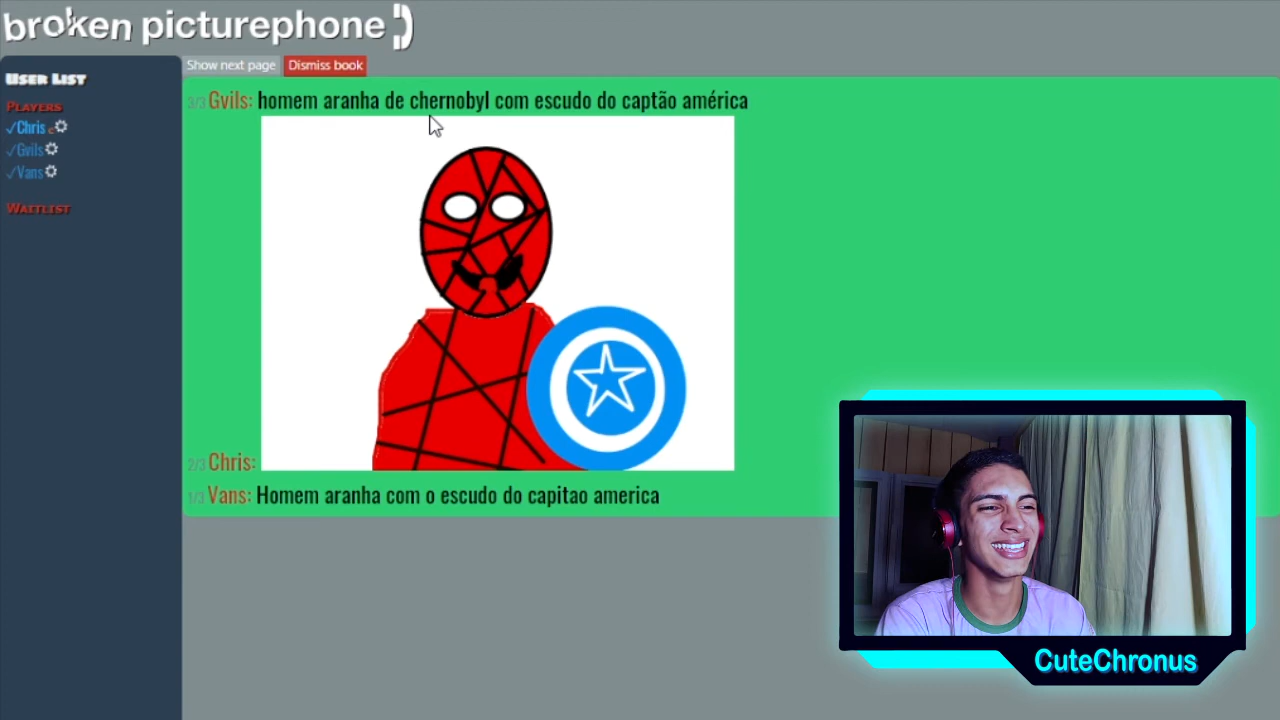 broken picturephone
Show next page
Dismiss book
User List
Players
✓Chris
✓Gvils
✓Vans
Waitlist
3/3 Gvils: homem aranha de chernobyl com escudo do captão américa
2/3 Chris:
1/3 Vans: Homem aranha com o escudo do capitao america
CuteChronus